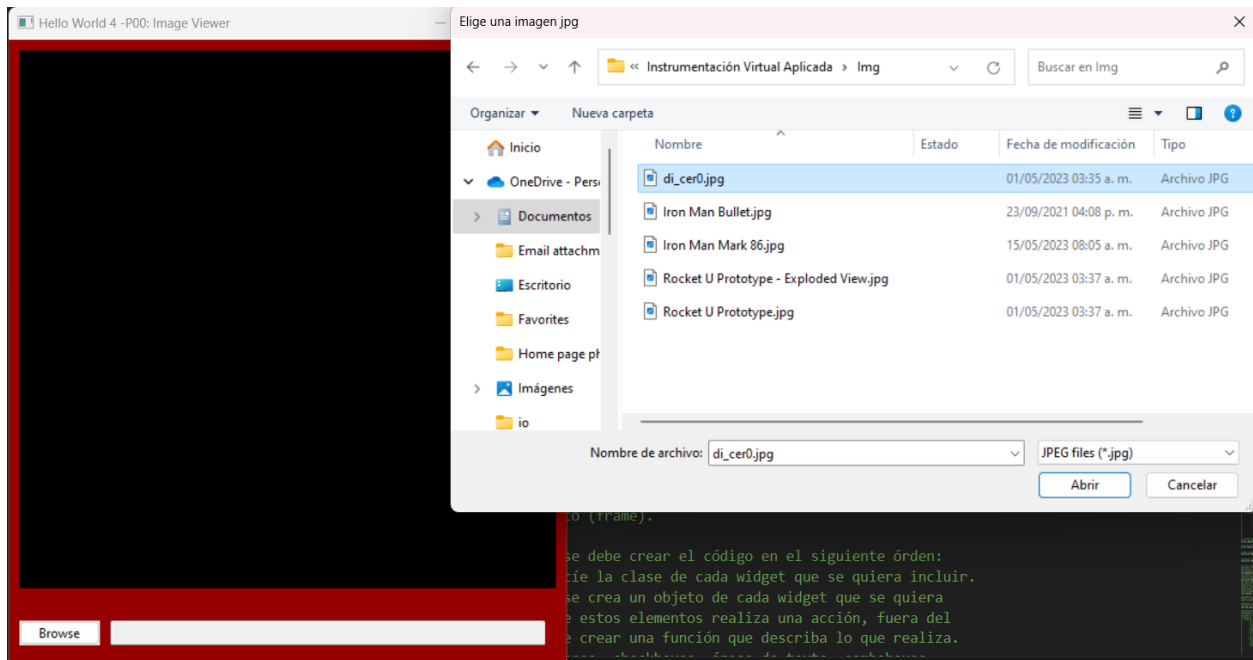 Hello World 4 -P00: Image Viewer
Elige una imagen jpg
« Instrumentación Virtual Aplicada > Img
Buscar en Img
Organizar
Nueva carpeta
Inicio
OneDrive - Pers
Documentos
Email attachm
Escritorio
Favorites
Home page ph
Imágenes
io
Nombre Estado Fecha de modificación Tipo
di_cer0.jpg 01/05/2023 03:35 a. m. Archivo JPG
Iron Man Bullet.jpg 23/09/2021 04:08 p. m. Archivo JPG
Iron Man Mark 86.jpg 15/05/2023 08:05 a. m. Archivo JPG
Rocket U Prototype - Exploded View.jpg 01/05/2023 03:37 a. m. Archivo JPG
Rocket U Prototype.jpg 01/05/2023 03:37 a. m. Archivo JPG
Nombre de archivo: di_cer0.jpg JPEG files (*.jpg)
Abrir Cancelar
(frame).
se debe crear el código en el siguiente órden:
la clase de cada widget que se quiera incluir.
se crea un objeto de cada widget que se quiera
estos elementos realiza una acción, fuera del
crear una función que describa lo que realiza.
Browse